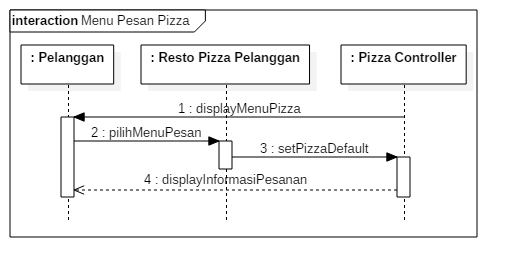 interaction Menu Pesan Pizza
: Pelanggan
: Resto Pizza Pelanggan
: Pizza Controller
1 : displayMenuPizza
2 : pilihMenuPesan
3 : setPizzaDefault
4 : displayInformasiPesanan